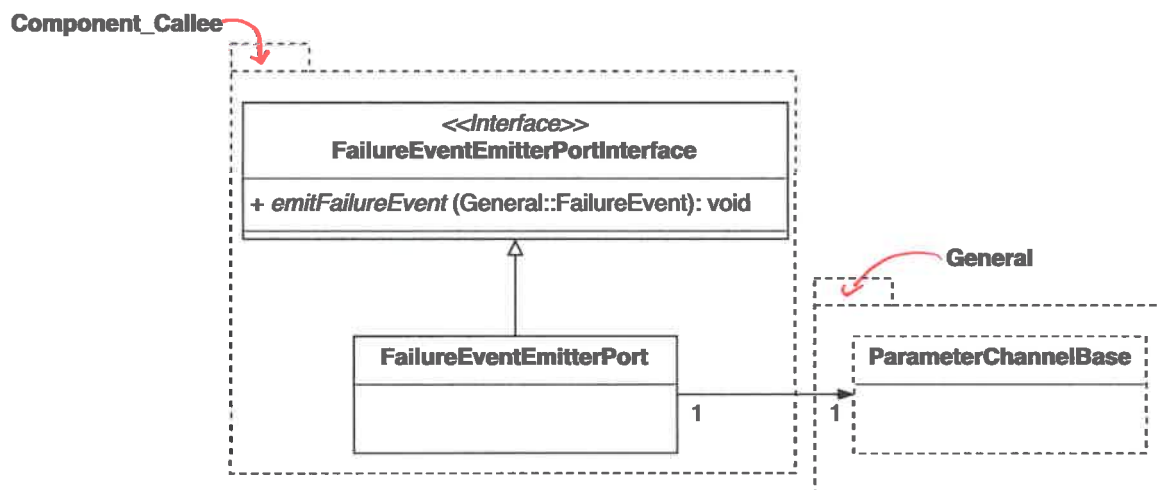 Component_Callee
<<Interface>>
FailureEventEmitterPortInterface
+ emitFailureEvent (General::FailureEvent): void
General
FailureEventEmitterPort
ParameterChannelBase
1
1